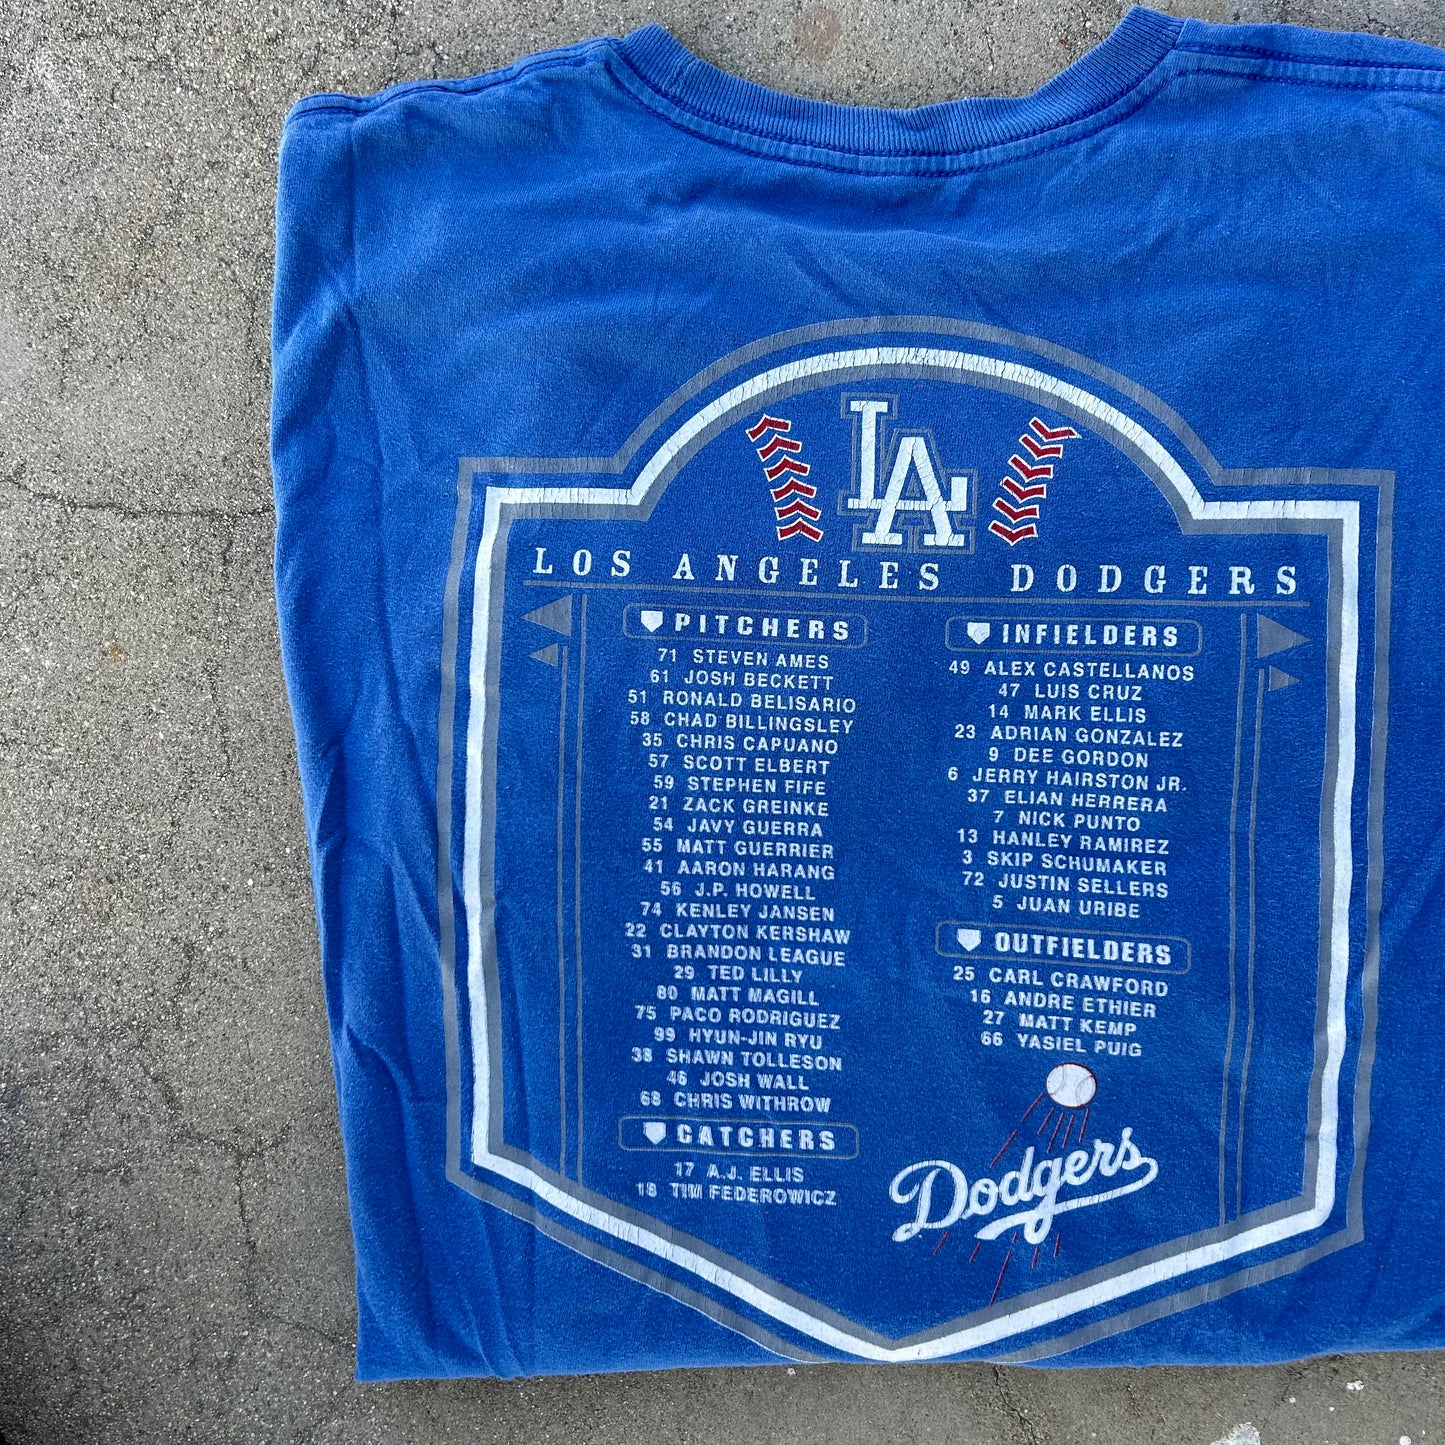 LA
LOS ANGELES DODGERS
PITCHERS
71 STEVEN AMES
61 JOSH BECKETT
51 RONALD BELISARIO
58 CHAD BILLINGSLEY
35 CHRIS CAPUANO
57 SCOTT ELBERT
59 STEPHEN FIFE
21 ZACK GREINKE
54 JAVY GUERRA
55 MATT GUERRIER
41 AARON HARANG
56 J.P. HOWELL
74 KENLEY JANSEN
22 CLAYTON KERSHAW
31 BRANDON LEAGUE
29 TED LILLY
80 MATT MAGILL
75 PACO RODRIGUEZ
99 HYUN-JIN RYU
38 SHAWN TOLLESON
46 JOSH WALL
68 CHRIS WITHROW
CATCHERS
17 A.J. ELLIS
18 TIM FEDEROWICZ
INFIELDERS
49 ALEX CASTELLANOS
47 LUIS CRUZ
14 MARK ELLIS
23 ADRIAN GONZALEZ
9 DEE GORDON
6 JERRY HAIRSTON JR.
37 ELIAN HERRERA
7 NICK PUNTO
13 HANLEY RAMIREZ
3 SKIP SCHUMAKER
72 JUSTIN SELLERS
5 JUAN URIBE
OUTFIELDERS
25 CARL CRAWFORD
16 ANDRE ETHIER
27 MATT KEMP
66 YASIEL PUIG
Dodgers